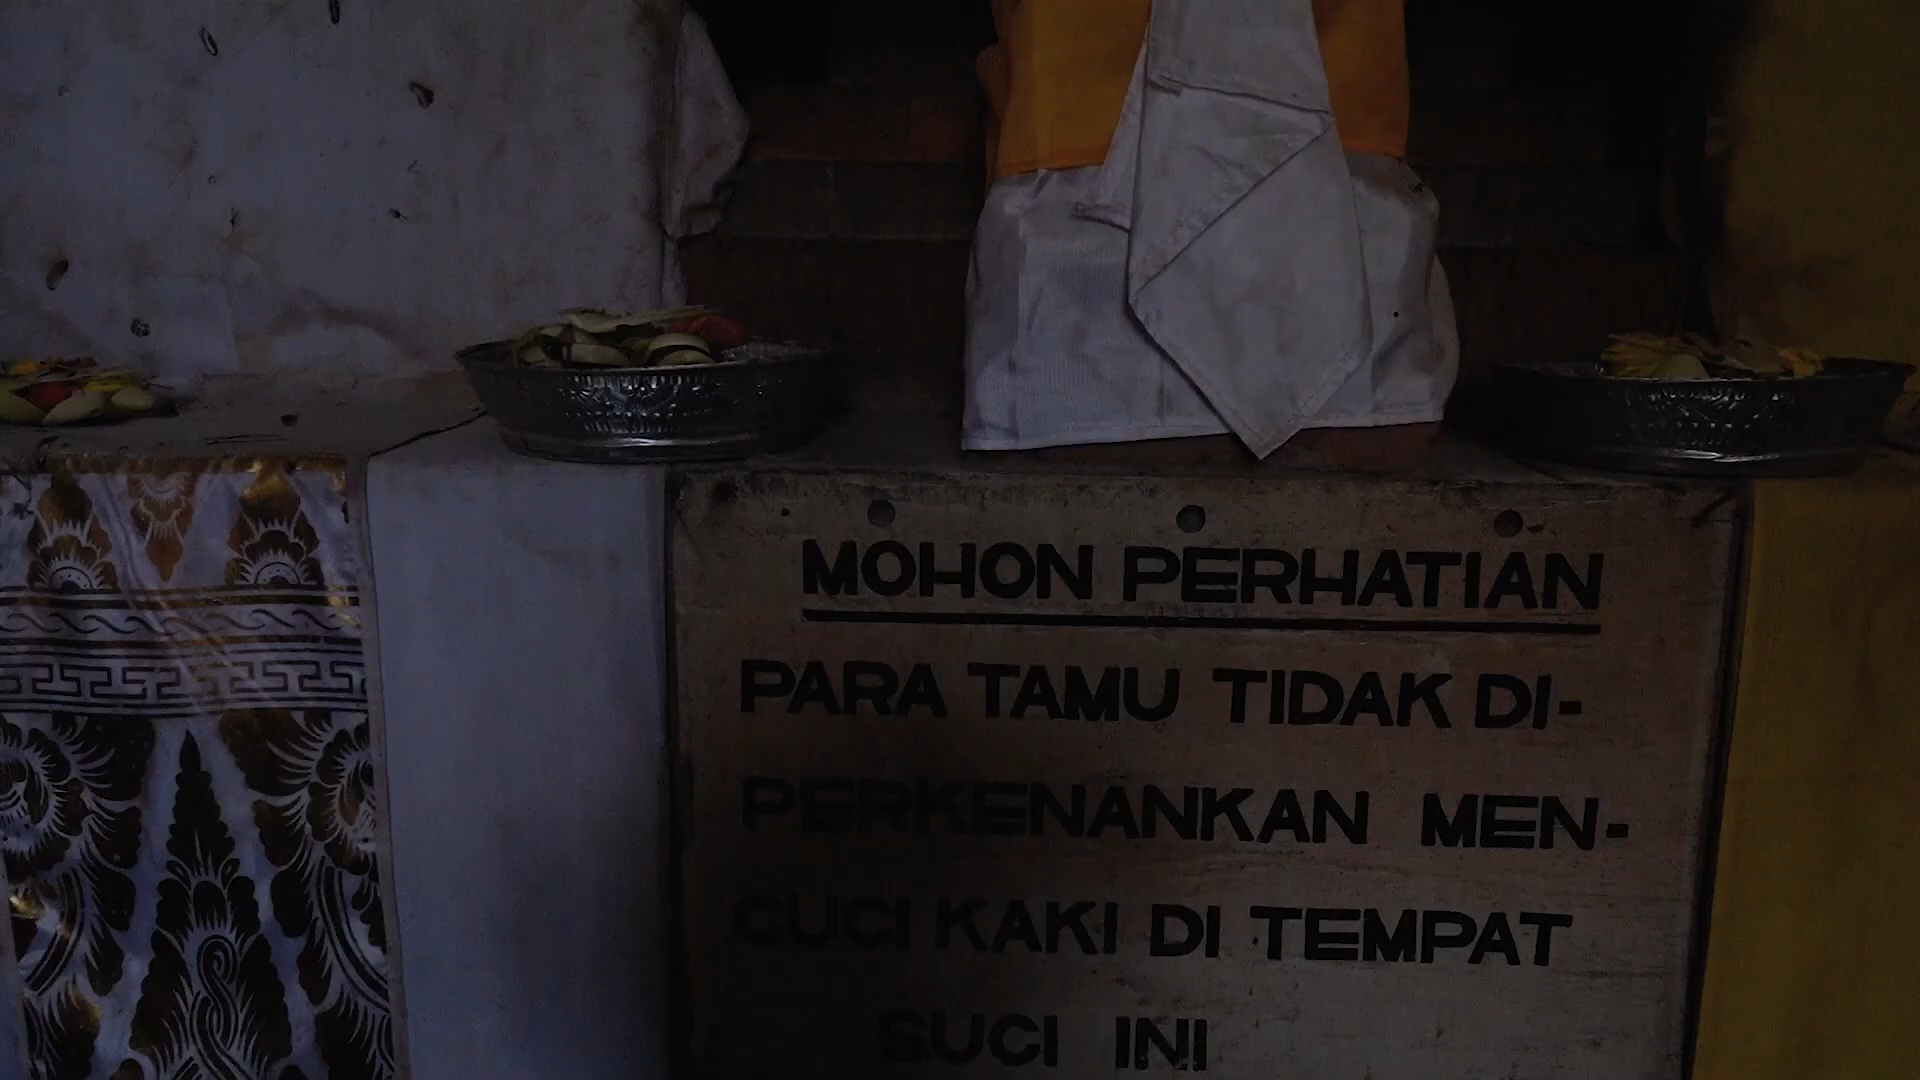 MOHON PERHATIAN
PARA TAMU TIDAK DI-
PERKENANKAN MEN-
CUCI KAKI DI TEMPAT
SUCI INI